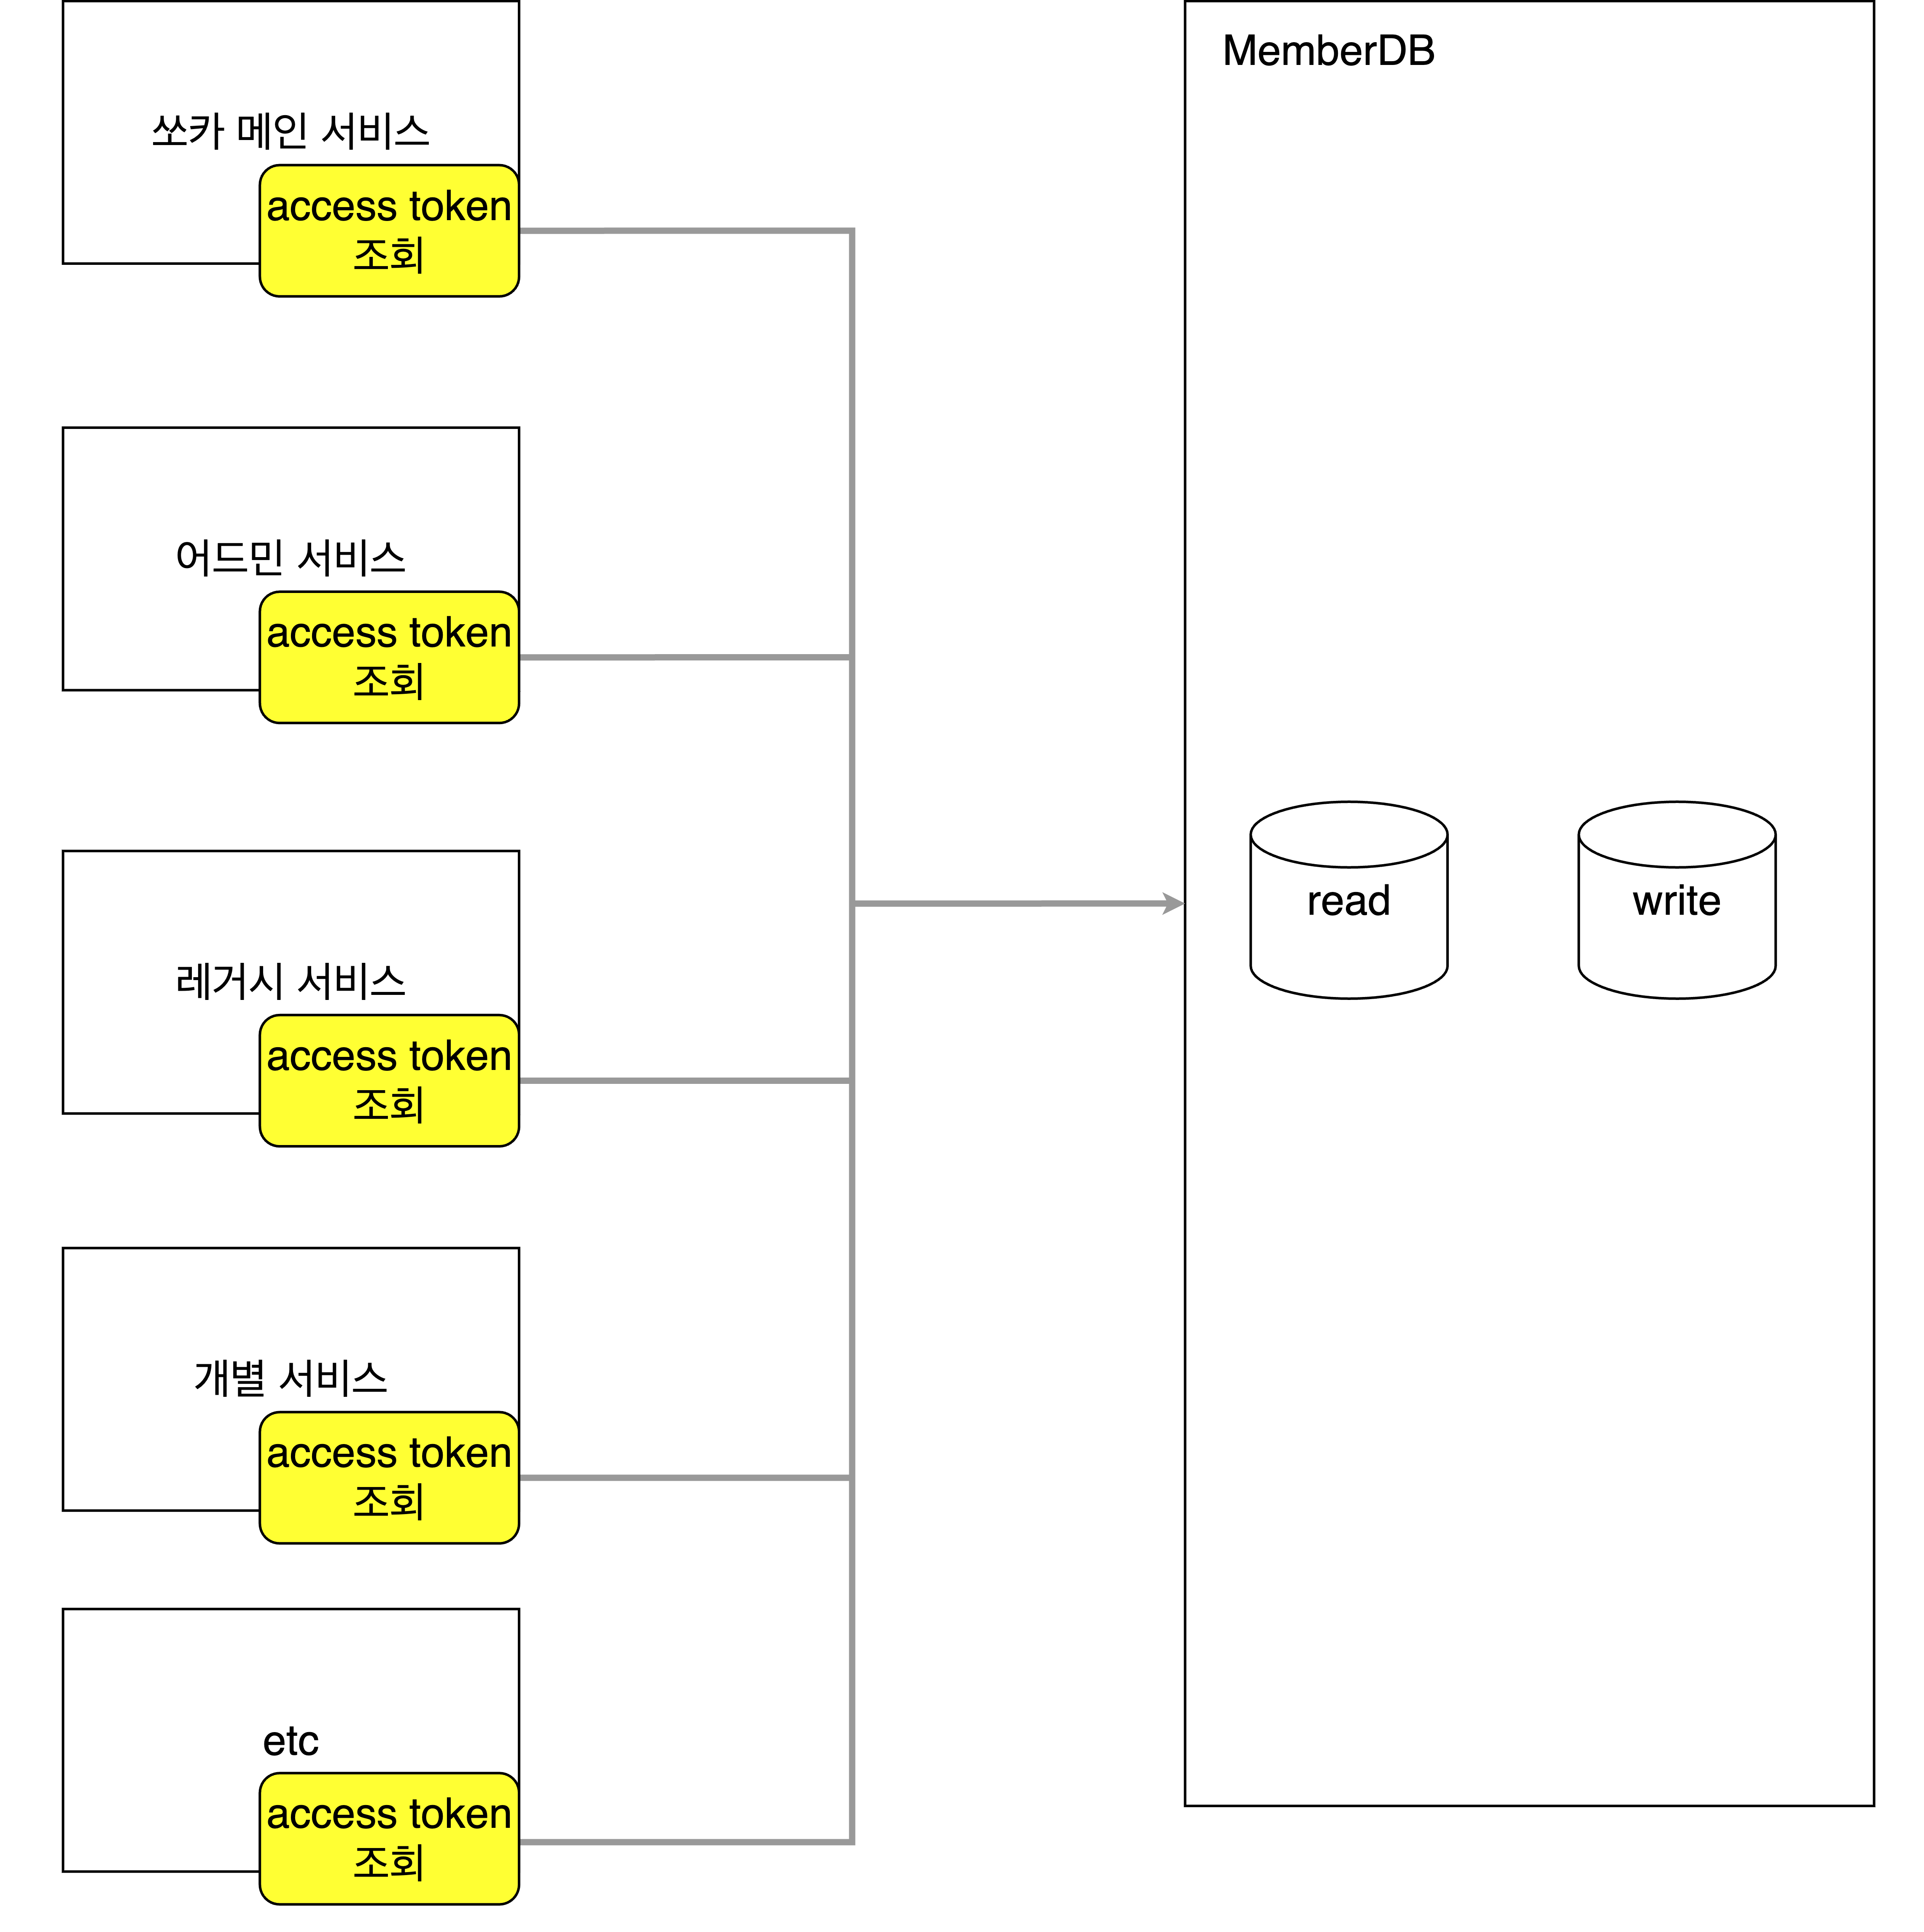 쏘카 메인 서비스
access token
조회
어드민 서비스
access token
조회
레거시 서비스
access token
조회
개별 서비스
access token
조회
etc
access token
조회
MemberDB
read
write